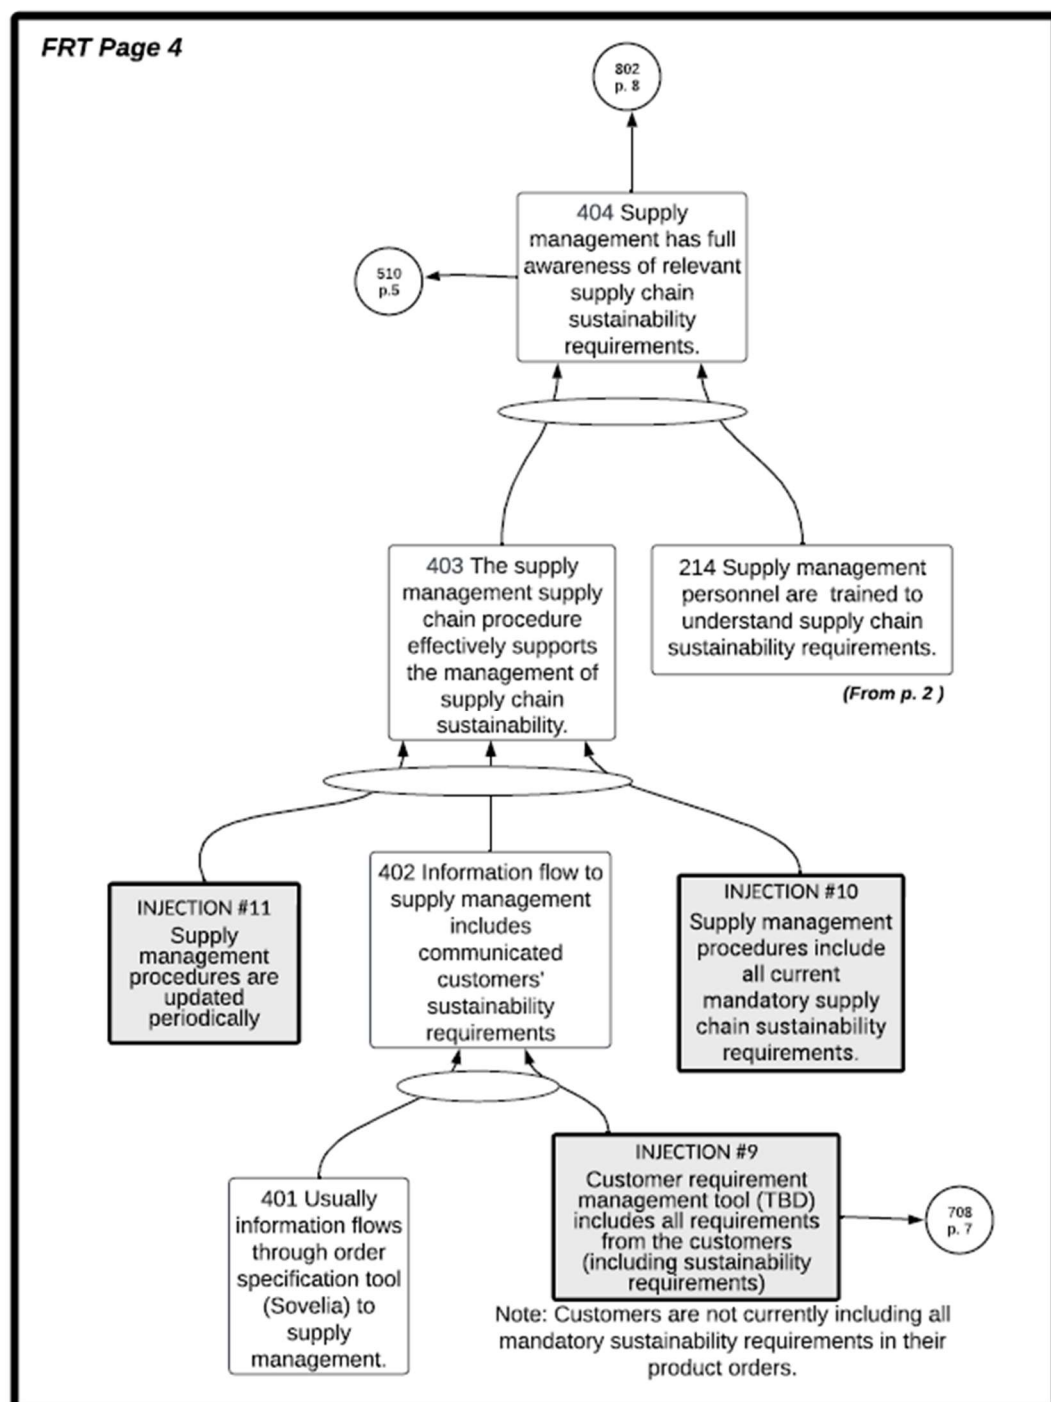 FRT Page 4
802
p. 8
404 Supply
management has full
awareness of relevant
supply chain
sustainability
requirements.
510
p.5
403 The supply
management supply
chain procedure
effectively supports
the management of
supply chain
sustainability.
214 Supply management
personnel are trained to
understand supply chain
sustainability requirements.
(From p. 2 )
INJECTION #11
Supply
management
procedures are
updated
periodically
402 Information flow to
supply management
includes
communicated
customers'
sustainability
requirements
INJECTION #10
Supply management
procedures include
all current
mandatory supply
chain sustainability
requirements.
401 Usually
information flows
through order
specification tool
(Sovelia) to
supply
management.
INJECTION #9
Customer requirement
management tool (TBD)
includes all requirements
from the customers
(including sustainability
requirements)
708
p. 7
Note: Customers are not currently including all
mandatory sustainability requirements in their
product orders.